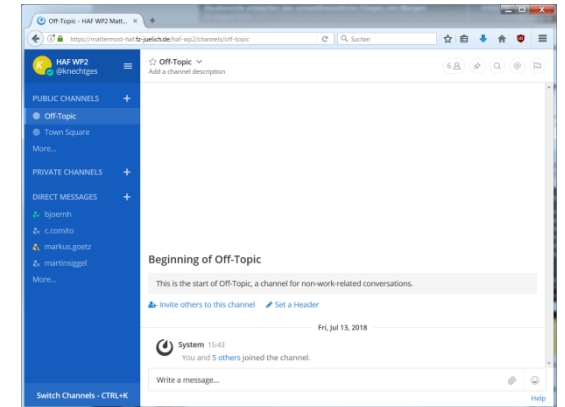 Off-Topic - HAF WP2 Matt...
https://mattermost-haf.fz-juelich.de/haf-wp2/channels/off-topic
Suchen
HAF WP2
@knechtges
Off-Topic
Add a channel description
6
PUBLIC CHANNELS
Off-Topic
Town Square
More...
PRIVATE CHANNELS
DIRECT MESSAGES
bjoernh
c.comito
markus.goetz
martinsiggel
More...
Beginning of Off-Topic
This is the start of Off-Topic, a channel for non-work-related conversations.
Invite others to this channel Set a Header
Fri, Jul 13, 2018
System 15:43
You and 5 others joined the channel.
Write a message...
Switch Channels - CTRL+K
Help